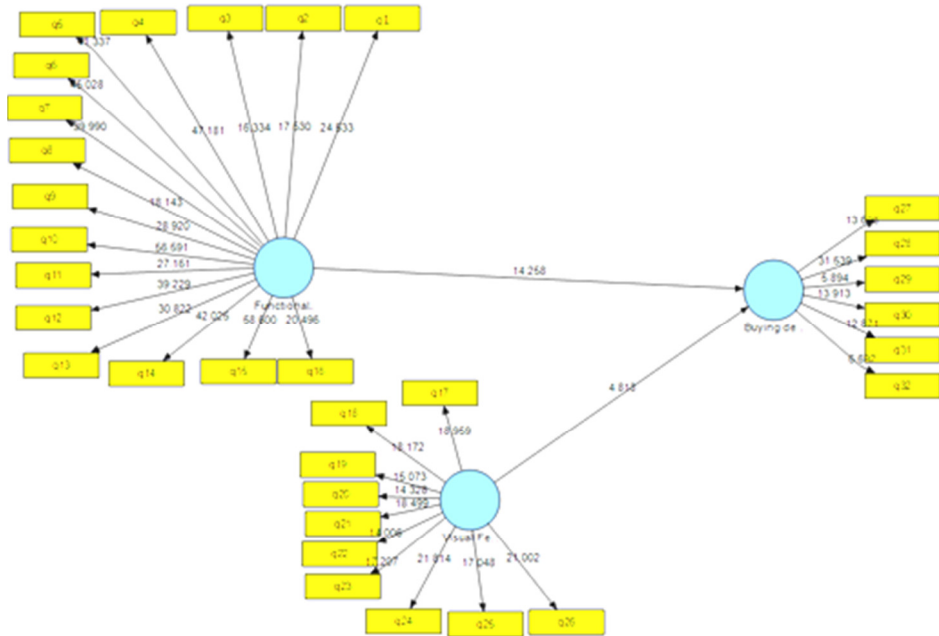 q5
q4
q3
q2
q1
q6
q7
q8
q9
q10
q11
q12
q13
q14
q15
q16
47.181
16.334
17.530
24.533
39.990
18.143
28.920
56.691
27.161
39.229
30.822
42.025
58.600
20.496
Functional.
14.258
4.818
Buying de .
q27
q28
q29
q30
q31
q32
31.539
5.894
13.913
q17
q18
q19
q20
q21
q22
q23
q24
q25
q26
18.959
18.172
15.073
14.328
18.499
21.814
17.048
21.002
Visual Fe